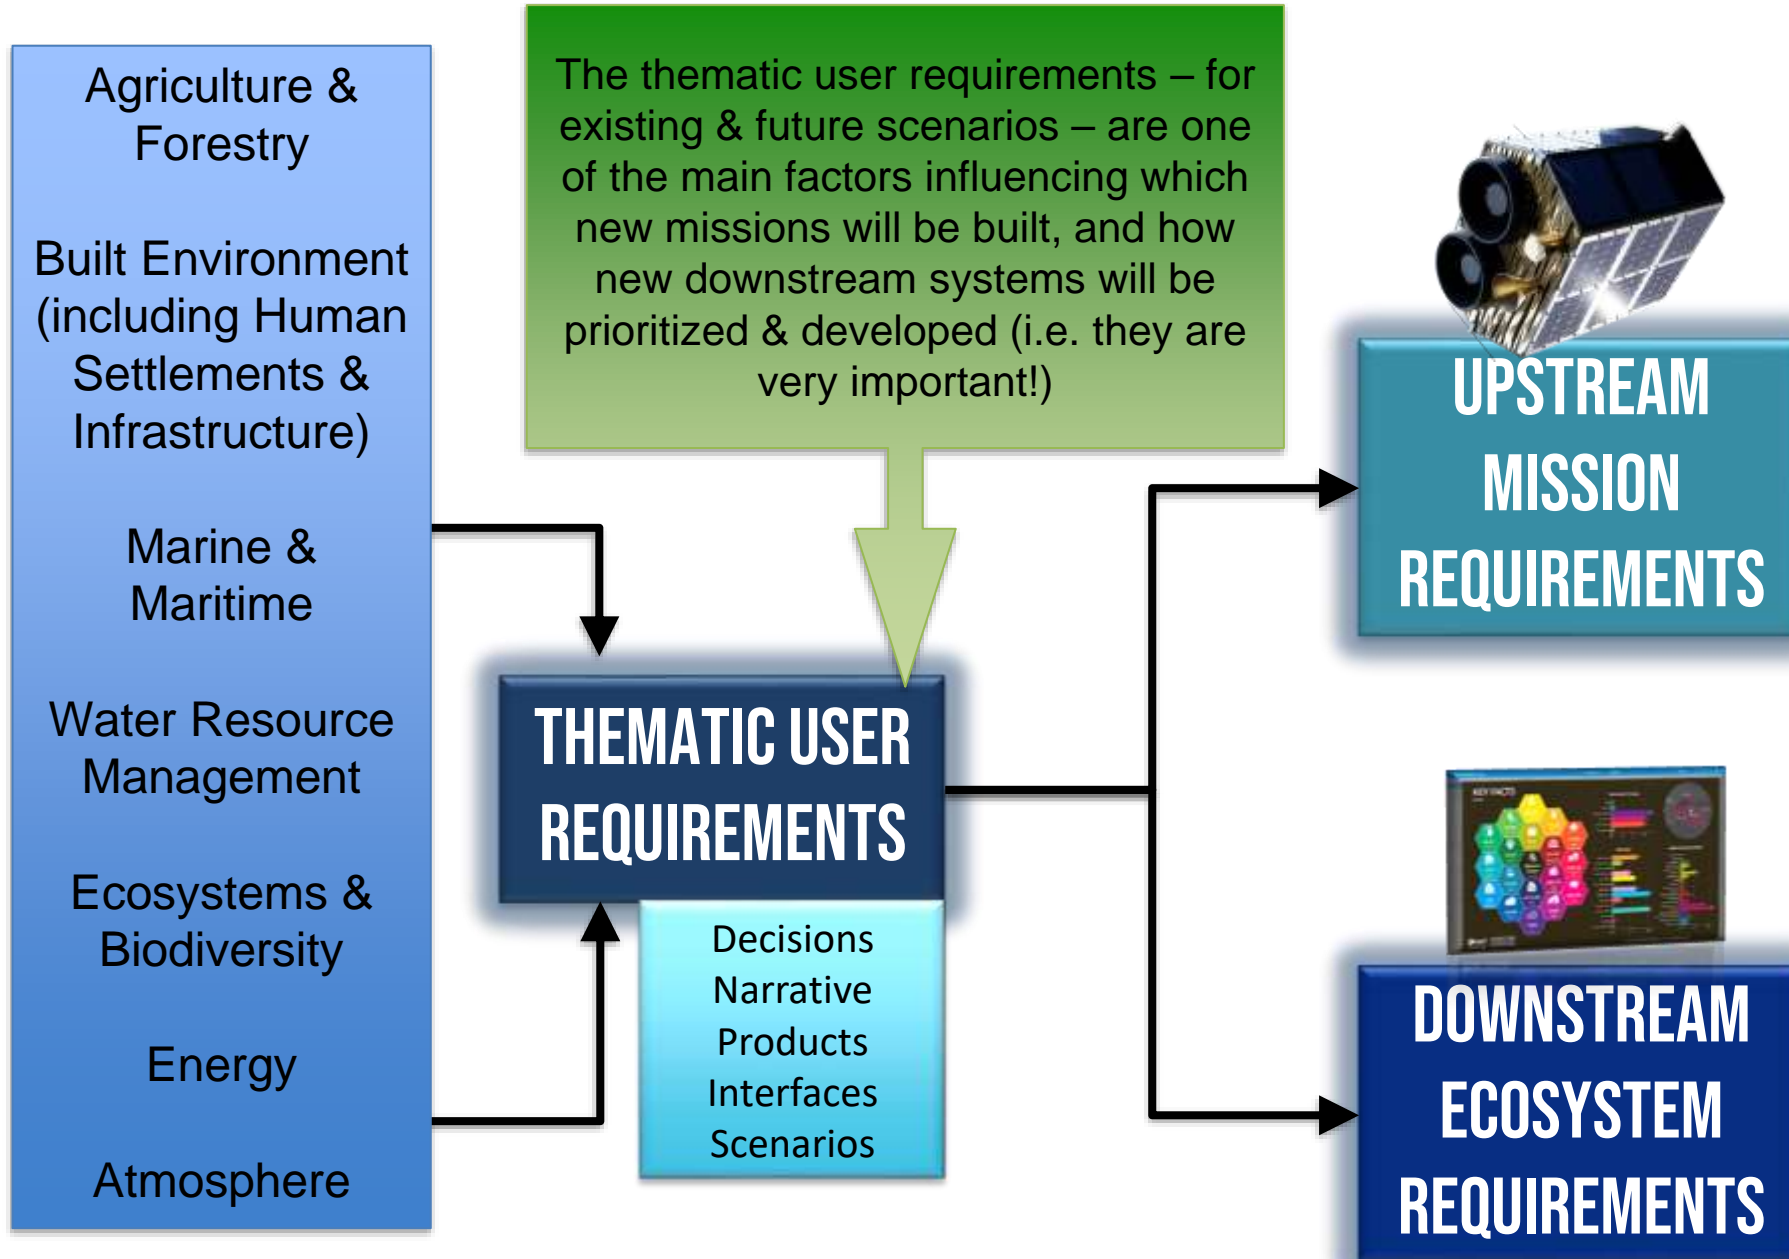 Agriculture &
Forestry
Built Environment
(including Human
Settlements &
Infrastructure)
Marine &
Maritime
Water Resource
Management
Ecosystems &
Biodiversity
Energy
Atmosphere
The thematic user requirements – for
existing & future scenarios – are one
of the main factors influencing which
new missions will be built, and how
new downstream systems will be
prioritized & developed (i.e. they are
very important!)
THEMATIC USER
REQUIREMENTS
Decisions
Narrative
Products
Interfaces
Scenarios
UPSTREAM
MISSION
REQUIREMENTS
KEY FACTS
DOWNSTREAM
ECOSYSTEM
REQUIREMENTS